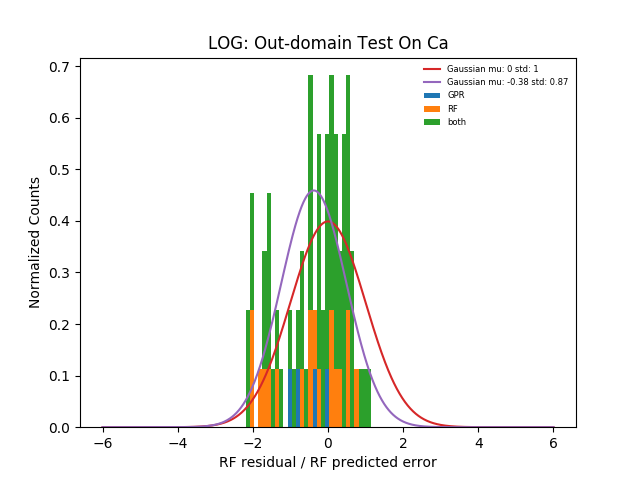 LOG: Out-domain Test On Ca
Normalized Counts
0.7
0.6
0.5
0.4
0.3
0.2
0.1
0.0
Gaussian mu: 0 std: 1
Gaussian mu: -0.38 std: 0.87
GPR
RF
both
−6 −4 −2 0 2 4 6
RF residual / RF predicted error